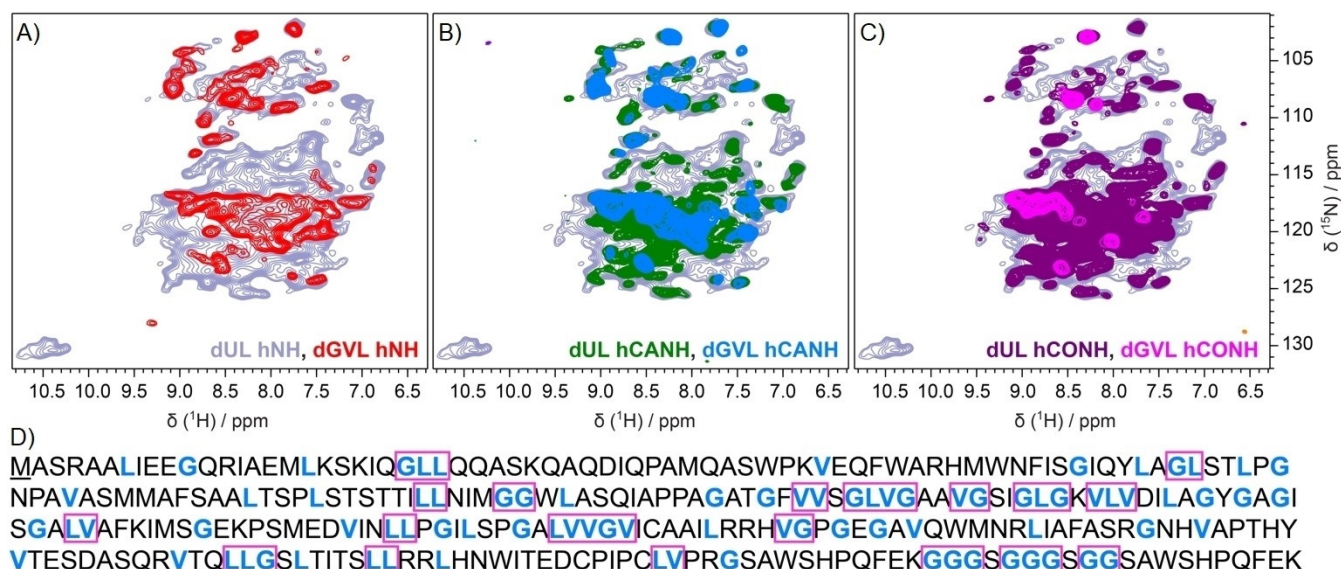 A)
B)
C)
105
110
115
120
125
130
δ (¹⁵N) / ppm
dUL hNH, dGVL hNH
dUL hCANH, dGVL hCANH
dUL hCONH, dGVL hCONH
10.5 10.0 9.5 9.0 8.5 8.0 7.5 7.0 6.5
10.5 10.0 9.5 9.0 8.5 8.0 7.5 7.0 6.5
10.5 10.0 9.5 9.0 8.5 8.0 7.5 7.0 6.5
δ (¹H) / ppm
δ (¹H) / ppm
δ (¹H) / ppm
D)
MASRAALIEEGQRIAEMLKSKIQGLLQQASKQAQDIQPAMQASWPKVEQFWARHMWNFISGIQYLAGLSTLPG
NPAVASMMAFSAALTSPLSTSTTILLNIMGGWLASQIAPPAGATGFVVSGLVGAAVGSIGLGKVLVDILAGYGAGI
SGALVAFKIMSGEKPSMEDVINLLPGILSPGALVVGVICAAILRRHVGPGEGAVQWMNRLIAFASRGNHVAPTHY
VTESDASQRVTQLLGSLTITSLLRRLHNWITEDCPIPCLVPRGSAWSHPQFEKGGGSGGGSGGSAWSHPQFEK